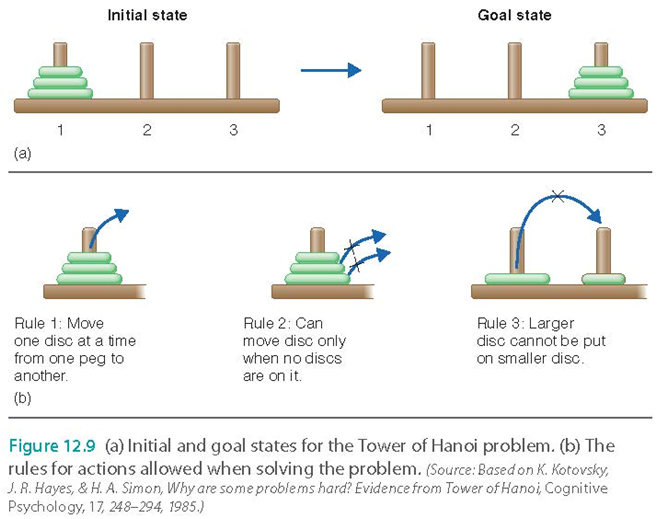 Initial state
Goal state
1 2 3
1 2 3
(a)
Rule 1: Move
one disc at a time
from one peg to
another.
Rule 2: Can
move disc only
when no discs
are on it.
Rule 3: Larger
disc cannot be put
on smaller disc.
(b)
Figure 12.9 (a) Initial and goal states for the Tower of Hanoi problem. (b) The
rules for actions allowed when solving the problem. (Source: Based on K. Kotovsky,
J. R. Hayes, & H. A. Simon, Why are some problems hard? Evidence from Tower of Hanoi, Cognitive
Psychology, 17, 248–294, 1985.)